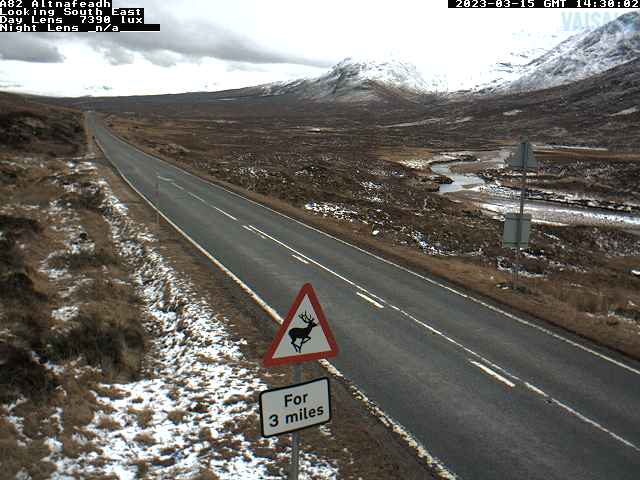 A82 Altnafeadh
2023-03-15 GMT 14:30:02
Looking South East
Day Lens 7390 lux
Night Lens n/a
VAISALA
For
3 miles